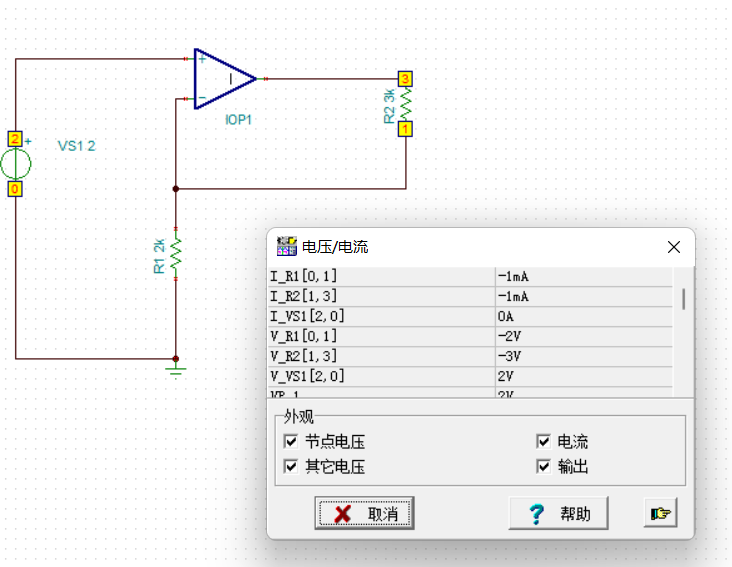 +
-
I
IOP1
3
R2 3k
1
2
+
VS1 2
0
R1 2k
电压/电流
I_R1[0,1] -1mA
I_R2[1,3] -1mA
I_VS1[2,0] 0A
V_R1[0,1] -2V
V_R2[1,3] -3V
V_VS1[2,0] 2V
VP_1 2V
外观
节点电压 电流
其它电压 输出
取消 ? 帮助